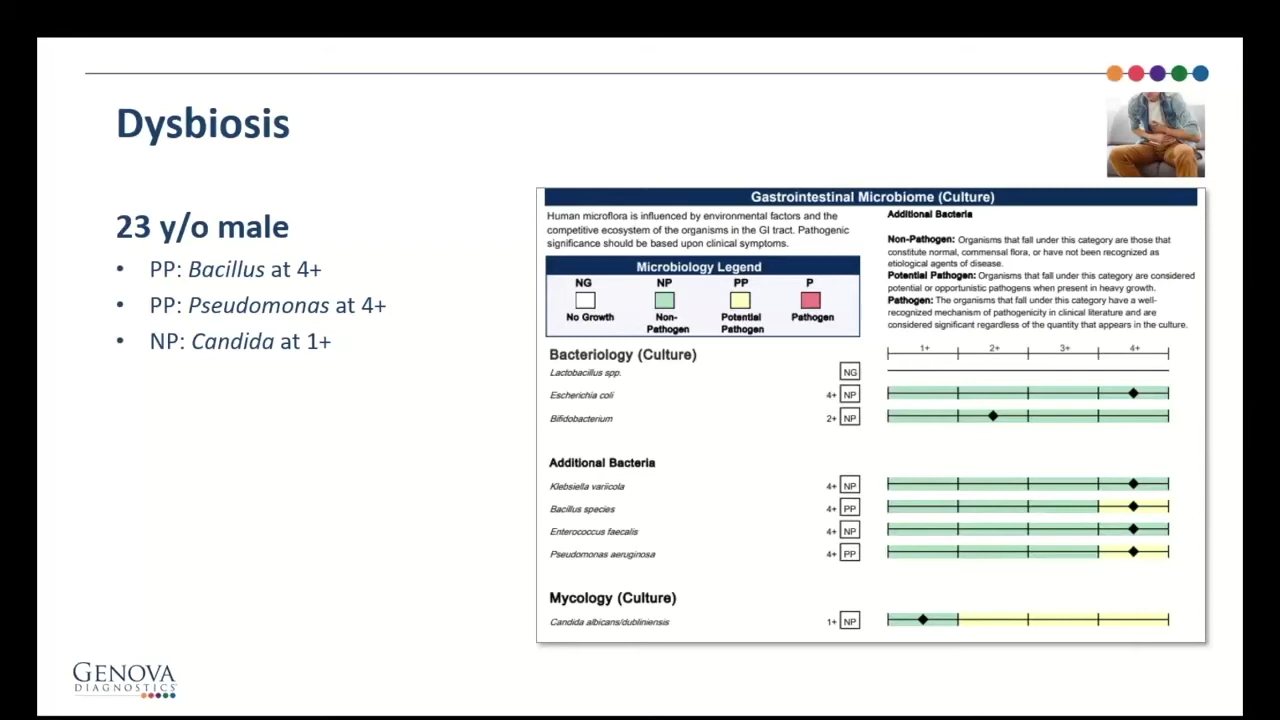 Dysbiosis
23 y/o male
• PP: Bacillus at 4+
• PP: Pseudomonas at 4+
• NP: Candida at 1+
Gastrointestinal Microbiome (Culture)
Human microflora is influenced by environmental factors and the
competitive ecosystem of the organisms in the GI tract. Pathogenic
significance should be based upon clinical symptoms.
Microbiology Legend
NG NP PP P
No Growth Non-Pathogen Potential Pathogen Pathogen
Additional Bacteria
Non-Pathogen: Organisms that fall under this category are those that
constitute normal, commensal flora, or have not been recognized as
etiological agents of disease.
Potential Pathogen: Organisms that fall under this category are considered
potential or opportunistic pathogens when present in heavy growth.
Pathogen: The organisms that fall under this category have a well-
recognized mechanism of pathogenicity in clinical literature and are
considered significant regardless of the quantity that appears in the culture.
1+ 2+ 3+ 4+
Bacteriology (Culture)
Lactobacillus spp. NG
Escherichia coli 4+ NP
Bifidobacterium 2+ NP
Additional Bacteria
Klebsiella variicola 4+ NP
Bacillus species 4+ PP
Enterococcus faecalis 4+ NP
Pseudomonas aeruginosa 4+ PP
Mycology (Culture)
Candida albicans/dubliniensis 1+ NP
GENOVA
DIAGNOSTICS